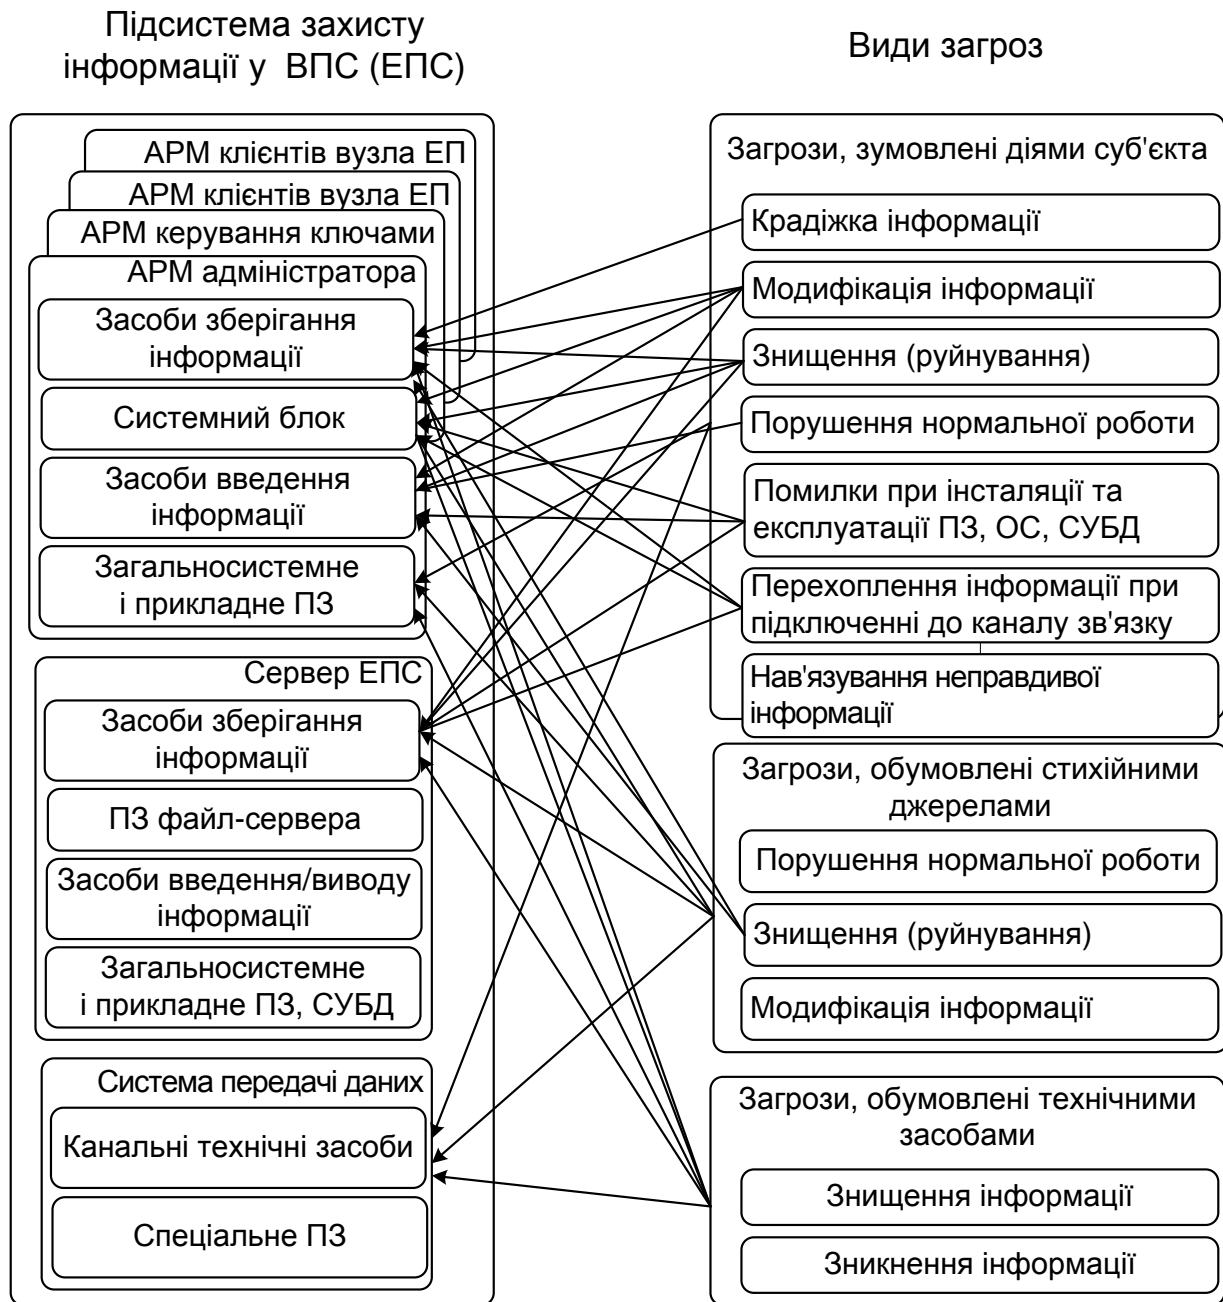 Підсистема захисту
інформації у ВПС (ЕПС)
АРМ клієнтів вузла ЕП
АРМ клієнтів вузла ЕП
АРМ керування ключами
АРМ адміністратора
Засоби зберігання
інформації
Системний блок
Засоби введення
інформації
Загальносистемне
і прикладне ПЗ
Сервер ЕПС
Засоби зберігання
інформації
ПЗ файл-сервера
Засоби введення/виводу
інформації
Загальносистемне
і прикладне ПЗ, СУБД
Система передачі даних
Канальні технічні засоби
Спеціальне ПЗ
Види загроз
Загрози, зумовлені діями суб'єкта
Крадіжка інформації
Модифікація інформації
Знищення (руйнування)
Порушення нормальної роботи
Помилки при інсталяції та
експлуатації ПЗ, ОС, СУБД
Перехоплення інформації при
підключенні до каналу зв'язку
Нав'язування неправдивої
інформації
Загрози, обумовлені стихійними
джерелами
Порушення нормальної роботи
Знищення (руйнування)
Модифікація інформації
Загрози, обумовлені технічними
засобами
Знищення інформації
Зникнення інформації